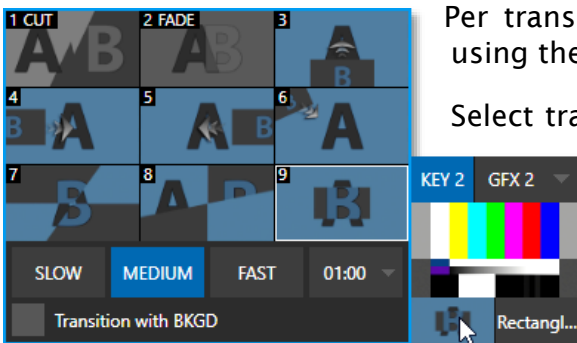 Per trans
using the
Select tra
1 CUT 2 FADE 3
A B A B A B
4 5 6
B A A B B A
7 8 9
B A D B
KEY 2 GFX 2
SLOW MEDIUM FAST 01:00
Transition with BKGD
Rectangl...